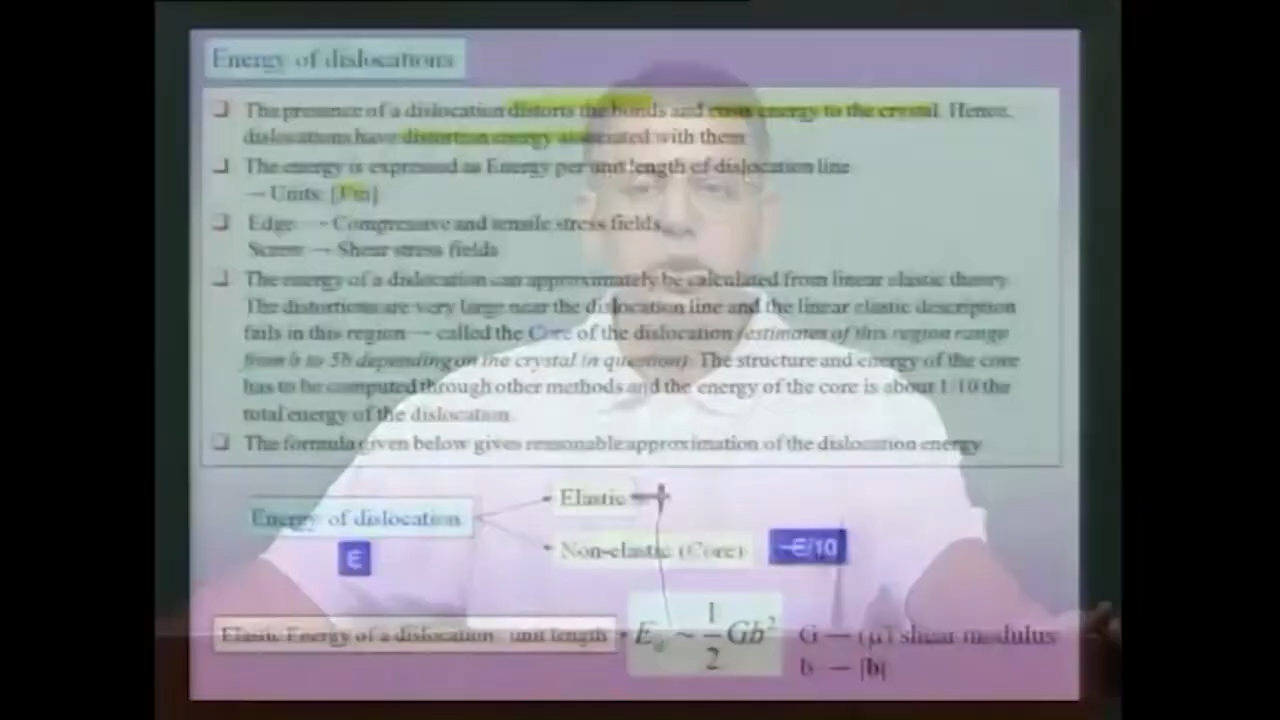 Energy of dislocations
❑ The presence of a dislocation distorts the bonds and costs energy to the crystal. Hence,
dislocations have distortion energy associated with them
❑ The energy is expressed as Energy per unit length of dislocation line
→ Units: [J/m]
❑ Edge → Compressive and tensile stress fields
Screw → Shear stress fields
❑ The energy of a dislocation can approximately be calculated from linear elastic theory.
The distortions are very large near the dislocation line and the linear elastic description
fails in this region → called the Core of the dislocation (estimates of this region range
from b to 5b depending on the crystal in question). The structure and energy of the core
has to be computed through other methods and the energy of the core is about 1/10 the
total energy of the dislocation.
❑ The formula given below gives reasonable approximation of the dislocation energy
Elastic
Energy of dislocation
Non-elastic (Core) ~E/10
E
Elastic Energy of a dislocation / unit length E ~ 1/2 Gb² G → (μ) shear modulus
b → |b|